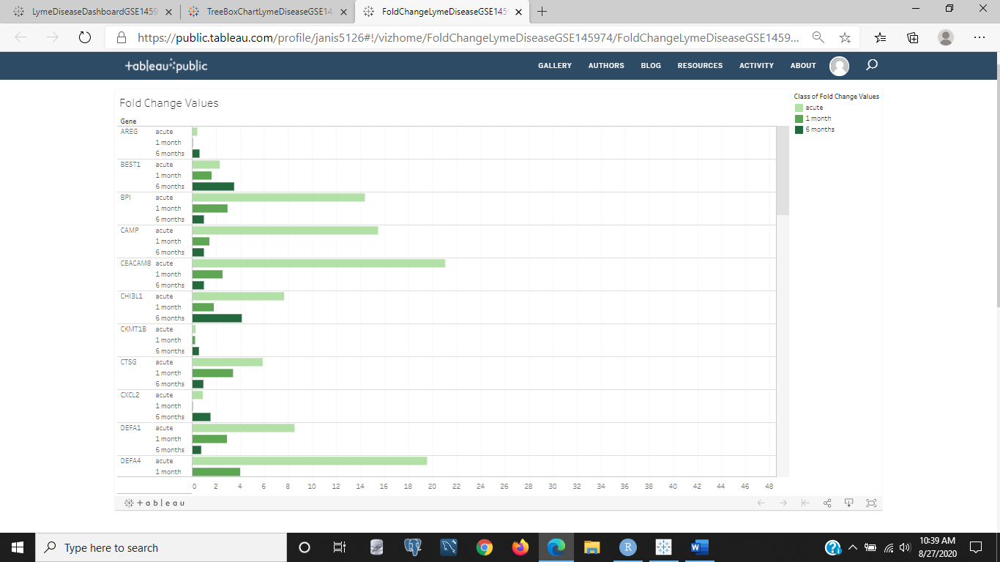 LymeDiseaseDashboardGSE1459
TreeBoxChartLymeDiseaseGSE14
FoldChangeLymeDiseaseGSE145
https://public.tableau.com/profile/janis5126#!/vizhome/FoldChangeLymeDiseaseGSE145974/FoldChangeLymeDiseaseGSE1459...
+ableau public GALLERY AUTHORS BLOG RESOURCES ACTIVITY ABOUT
Fold Change Values
Class of Fold Change Values
acute
1 month
6 months
Gene
AREG acute
1 month
6 months
BEST1 acute
1 month
6 months
BPI acute
1 month
6 months
CAMP acute
1 month
6 months
CEACAM8 acute
1 month
6 months
CHI3L1 acute
1 month
6 months
CKMT1B acute
1 month
6 months
CTSG acute
1 month
6 months
CXCL2 acute
1 month
6 months
DEFA1 acute
1 month
6 months
DEFA4 acute
1 month
0 2 4 6 8 10 12 14 16 18 20 22 24 26 28 30 32 34 36 38 40 42 44 46 48
+ableau
Type here to search
R
W
10:39 AM
8/27/2020